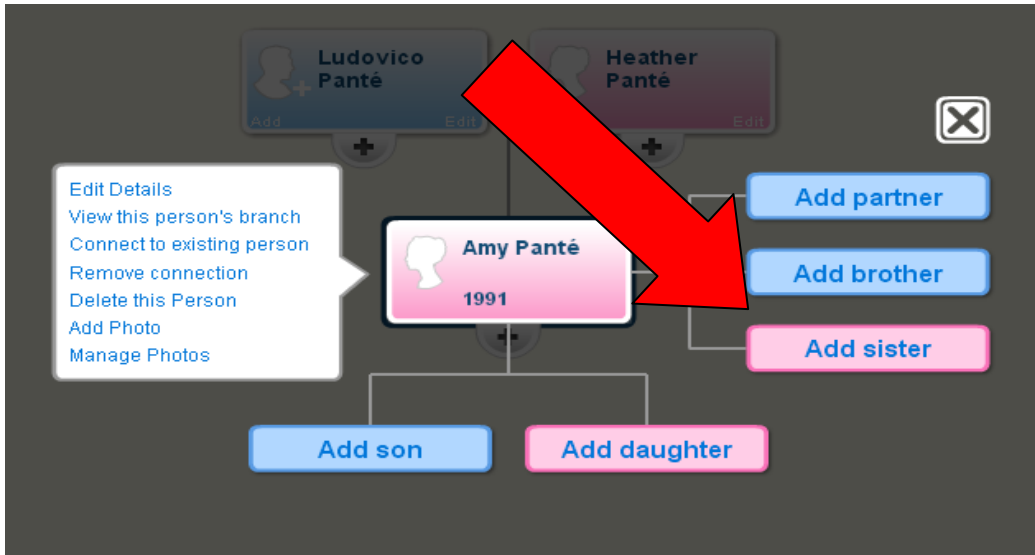 Ludovico
Panté
Add Edit
Heather
Panté
Edit
Edit Details
View this person's branch
Connect to existing person
Remove connection
Delete this Person
Add Photo
Manage Photos
Amy Panté
1991
Add partner
Add brother
Add sister
Add son
Add daughter